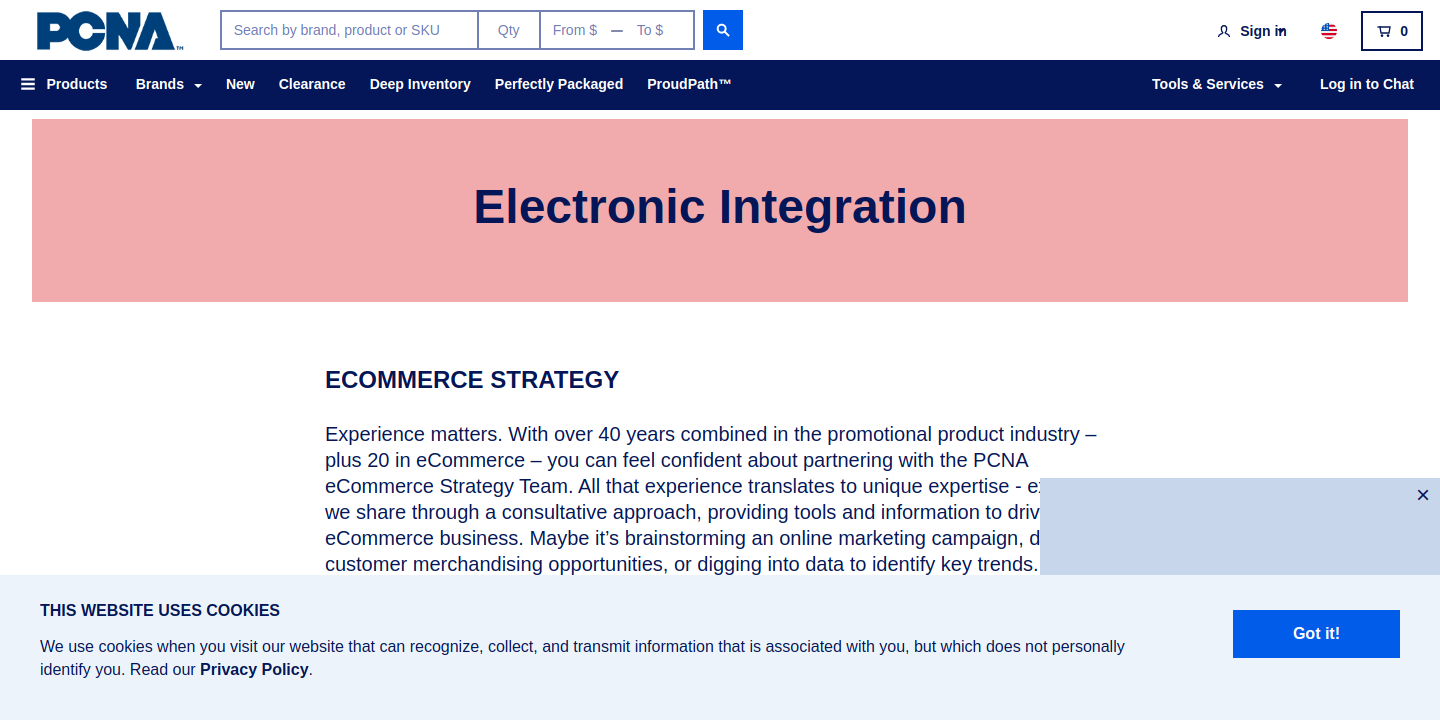 PCNA™
Search by brand, product or SKU
Qty
From $ — To $
Sign in
0
Products
Brands
New
Clearance
Deep Inventory
Perfectly Packaged
ProudPath™
Tools & Services
Log in to Chat
Electronic Integration
ECOMMERCE STRATEGY
Experience matters. With over 40 years combined in the promotional product industry –
plus 20 in eCommerce – you can feel confident about partnering with the PCNA
eCommerce Strategy Team. All that experience translates to unique expertise -
we share through a consultative approach, providing tools and information to
eCommerce business. Maybe it’s brainstorming an online marketing campaign,
customer merchandising opportunities, or digging into data to identify key trends.
×
THIS WEBSITE USES COOKIES
We use cookies when you visit our website that can recognize, collect, and transmit information that is associated with you, but which does not personally
identify you. Read our Privacy Policy.
Got it!